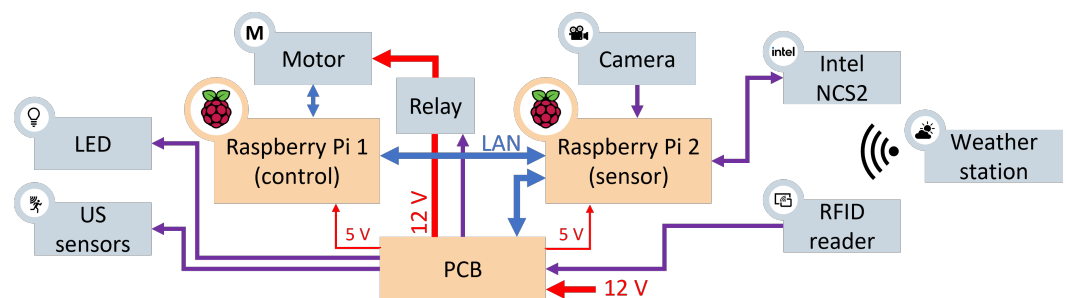 M
Motor
Camera
intel
Intel
NCS2
Relay
LED
Raspberry Pi 1
(control)
LAN
Raspberry Pi 2
(sensor)
Weather
station
US
sensors
12 V
RFID
reader
5 V
5 V
PCB
12 V